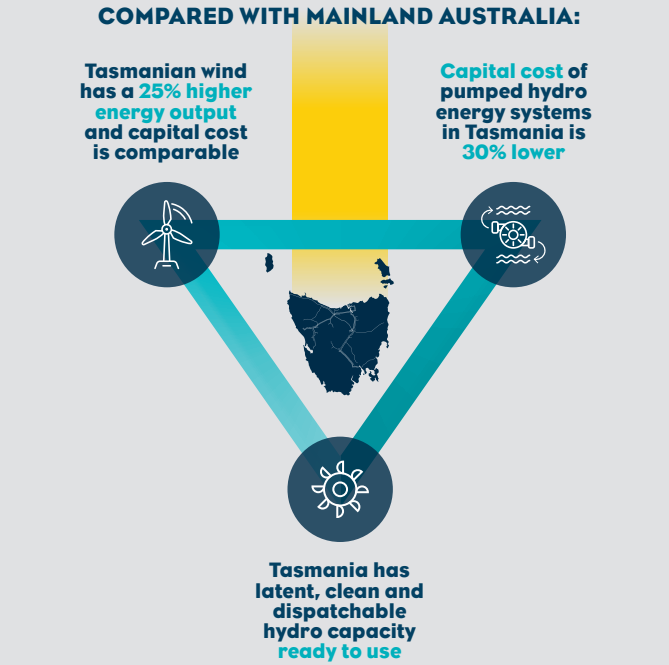 COMPARED WITH MAINLAND AUSTRALIA:
Tasmanian wind
has a 25% higher
energy output
and capital cost
is comparable
Capital cost of
pumped hydro
energy systems
in Tasmania is
30% lower
Tasmania has
latent, clean and
dispatchable
hydro capacity
ready to use